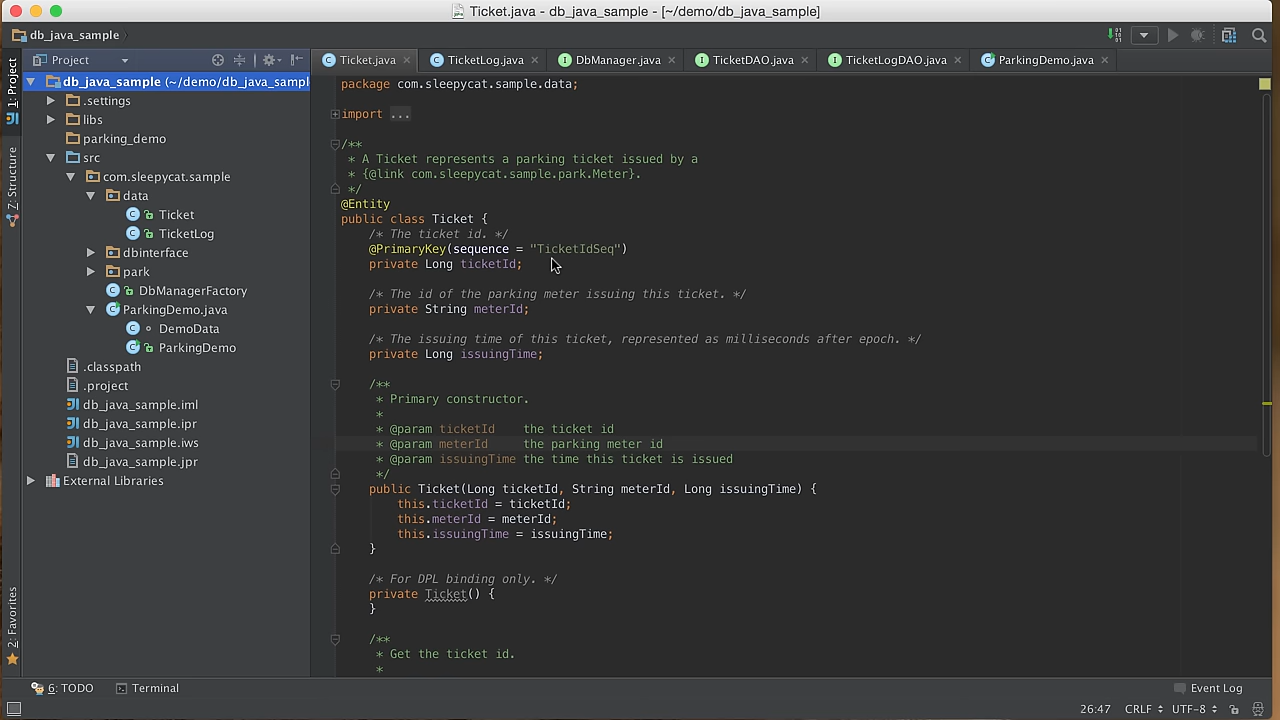 Ticket.java - db_java_sample - [~/demo/db_java_sample]
db_java_sample
Project
Ticket.java
TicketLog.java
DbManager.java
TicketDAO.java
TicketLogDAO.java
ParkingDemo.java
1: Project
7: Structure
2: Favorites
db_java_sample (~/demo/db_java_sampl
.settings
libs
parking_demo
src
com.sleepycat.sample
data
Ticket
TicketLog
dbinterface
park
DbManagerFactory
ParkingDemo.java
DemoData
ParkingDemo
.classpath
.project
db_java_sample.iml
db_java_sample.ipr
db_java_sample.iws
db_java_sample.jpr
External Libraries
package com.sleepycat.sample.data;
import ...
/**
* A Ticket represents a parking ticket issued by a
* {@link com.sleepycat.sample.park.Meter}.
*/
@Entity
public class Ticket {
/* The ticket id. */
@PrimaryKey(sequence = "TicketIdSeq")
private Long ticketId;
/* The id of the parking meter issuing this ticket. */
private String meterId;
/* The issuing time of this ticket, represented as milliseconds after epoch. */
private Long issuingTime;
/**
* Primary constructor.
*
* @param ticketId    the ticket id
* @param meterId     the parking meter id
* @param issuingTime the time this ticket is issued
*/
public Ticket(Long ticketId, String meterId, Long issuingTime) {
this.ticketId = ticketId;
this.meterId = meterId;
this.issuingTime = issuingTime;
}
/* For DPL binding only. */
private Ticket() {
}
/**
* Get the ticket id.
*
6: TODO
Terminal
Event Log
26:47
CRLF
UTF-8